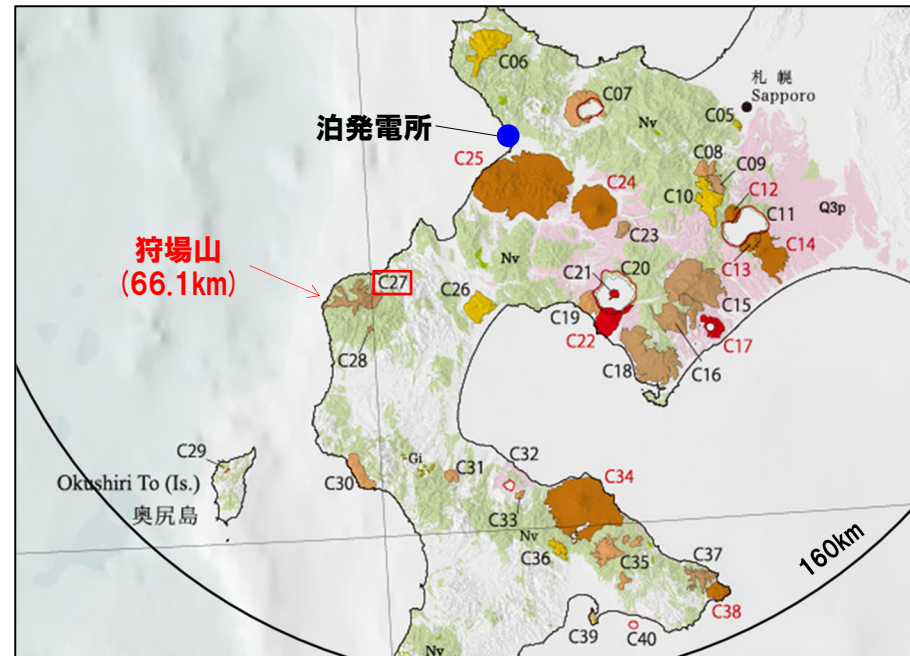 C06
C07
札幌
Sapporo
C05
泊発電所
Nv
C25
C08
C09
C24
C10
C12
C11
Q3p
C23
C14
C13
狩場山
(66.1km)
Nv
C21
C20
C27
C26
C15
C19
C22
C17
C28
C18
C16
C29
Gi
C32
C34
Okushiri To (Is.)
C30
C31
奥尻島
C33
Nv
C36
C35
C37
160km
C38
C39
C40
Nv